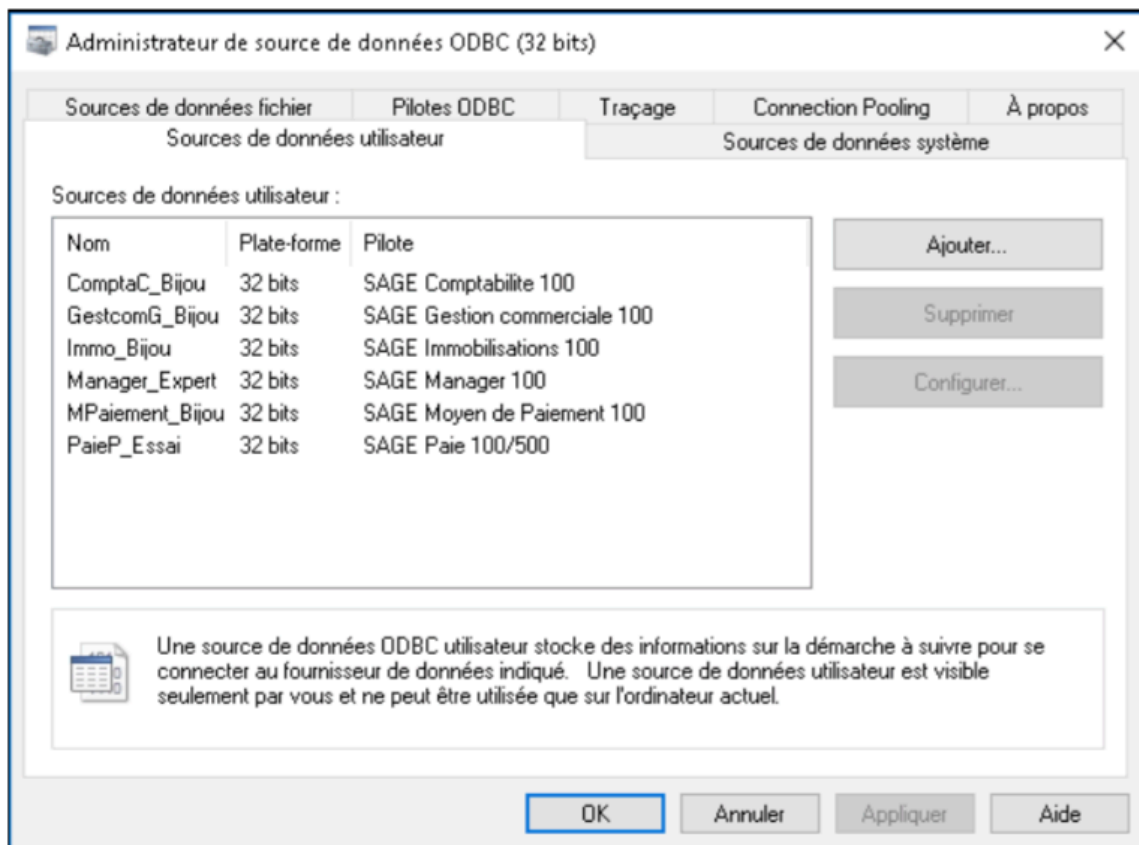 Administrateur de source de données ODBC (32 bits)
Sources de données fichier Pilotes ODBC Traçage Connection Pooling À propos
Sources de données utilisateur Sources de données système
Sources de données utilisateur :
Nom Plate-forme Pilote
ComptaC_Bijou 32 bits SAGE Comptabilite 100
GestcomG_Bijou 32 bits SAGE Gestion commerciale 100
Immo_Bijou 32 bits SAGE Immobilisations 100
Manager_Expert 32 bits SAGE Manager 100
MPaiement_Bijou 32 bits SAGE Moyen de Paiement 100
PaieP_Essai 32 bits SAGE Paie 100/500
Ajouter...
Supprimer
Configurer...
Une source de données ODBC utilisateur stocke des informations sur la démarche à suivre pour se
connecter au fournisseur de données indiqué. Une source de données utilisateur est visible
seulement par vous et ne peut être utilisée que sur l'ordinateur actuel.
OK Annuler Appliquer Aide